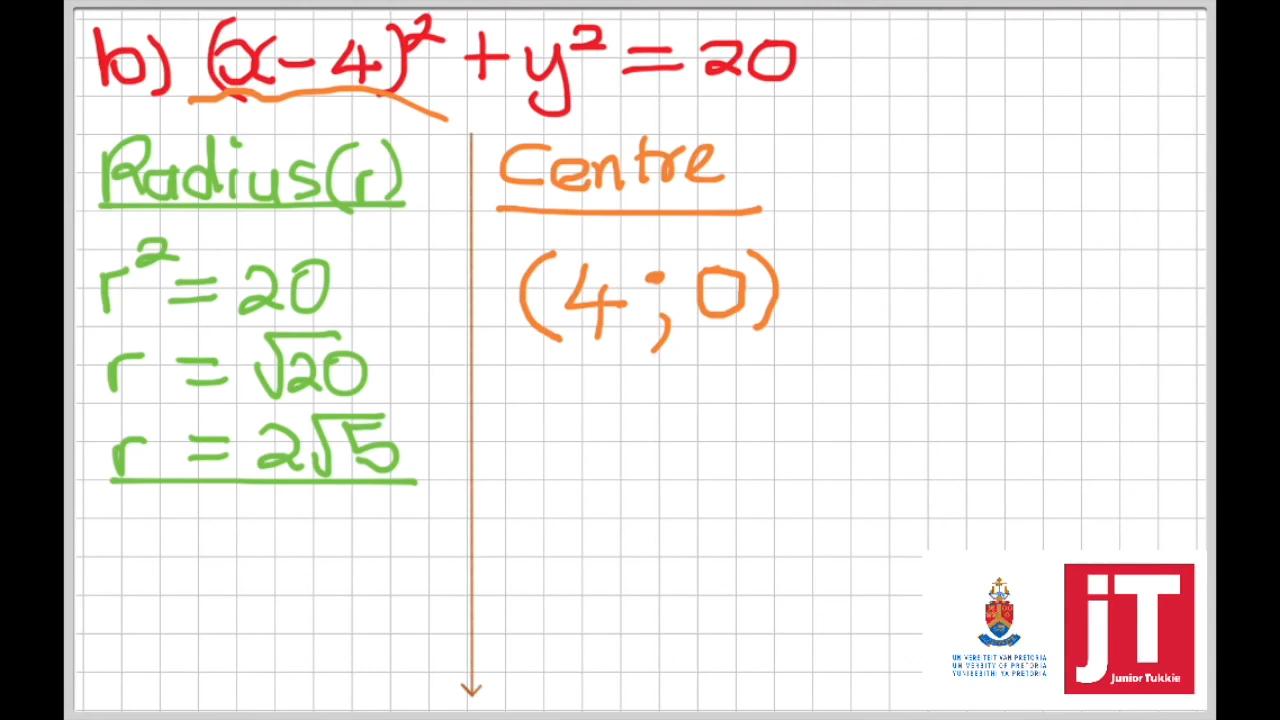 b) (x-4)² + y² = 20
Radius(r)
r² = 20
r = √20
r = 2√5
Centre
(4 ; 0)
UNIVERSITEIT VAN PRETORIA
UNIVERSITY OF PRETORIA
YUNIBESITHI YA PRETORIA
jT
Junior Tukkie